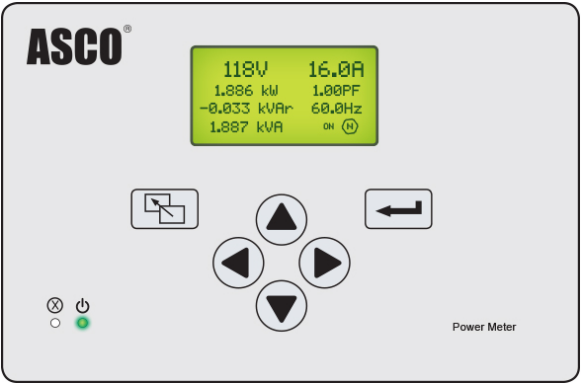 ASCO®
118V 16.0A
1.886 kW 1.00PF
-0.033 kVAr 60.0Hz
1.887 kVA ON N
X
Power Meter